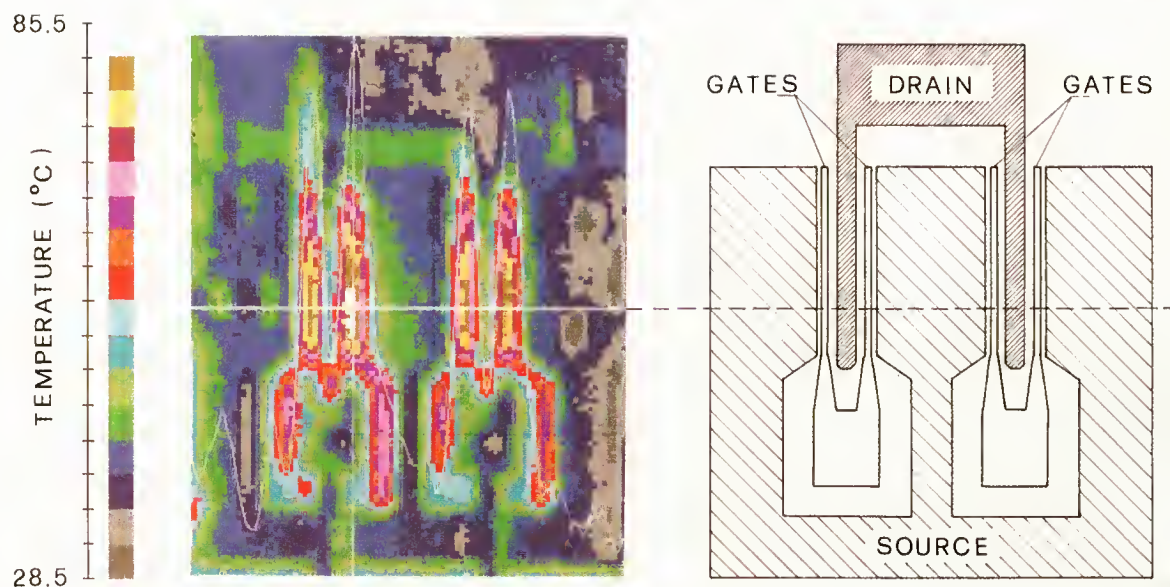 85.5
TEMPERATURE (°C)
28.5
GATES
DRAIN
GATES
SOURCE